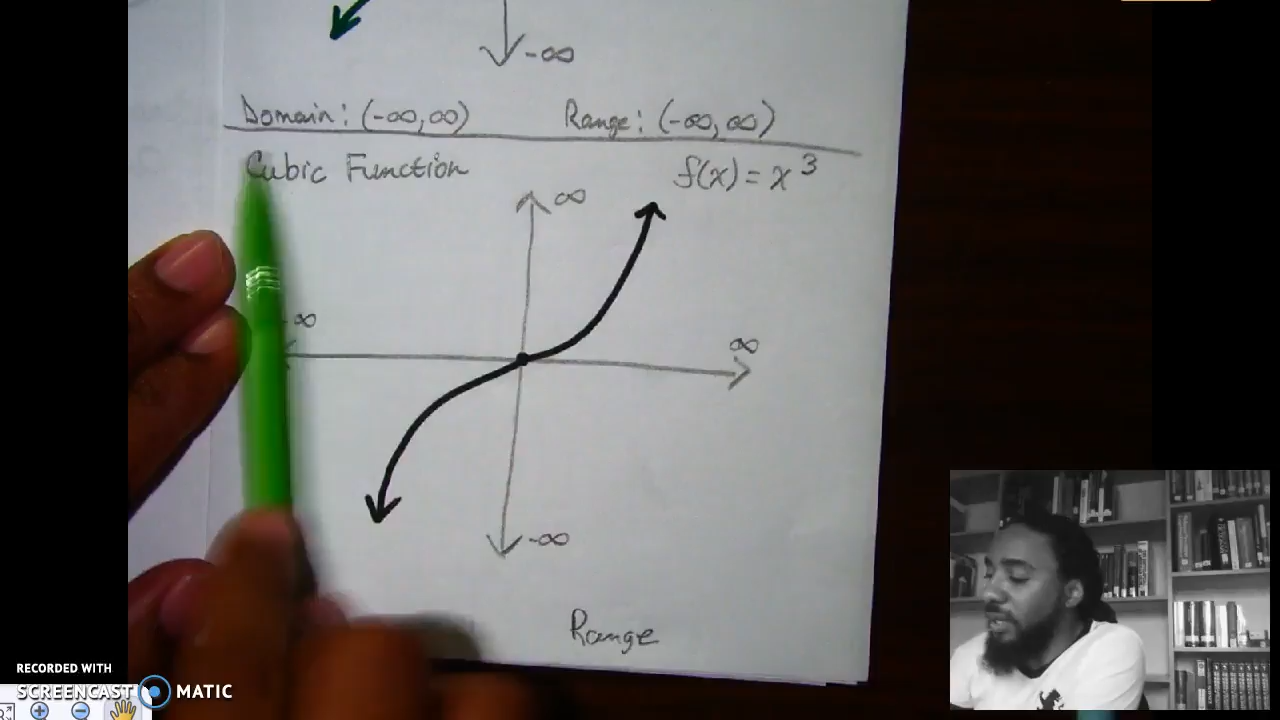 -∞
Domain: (-∞, ∞) Range: (-∞, ∞)
Cubic Function f(x) = x³
∞
-∞
∞
-∞
Range
RECORDED WITH
SCREENCAST MATIC